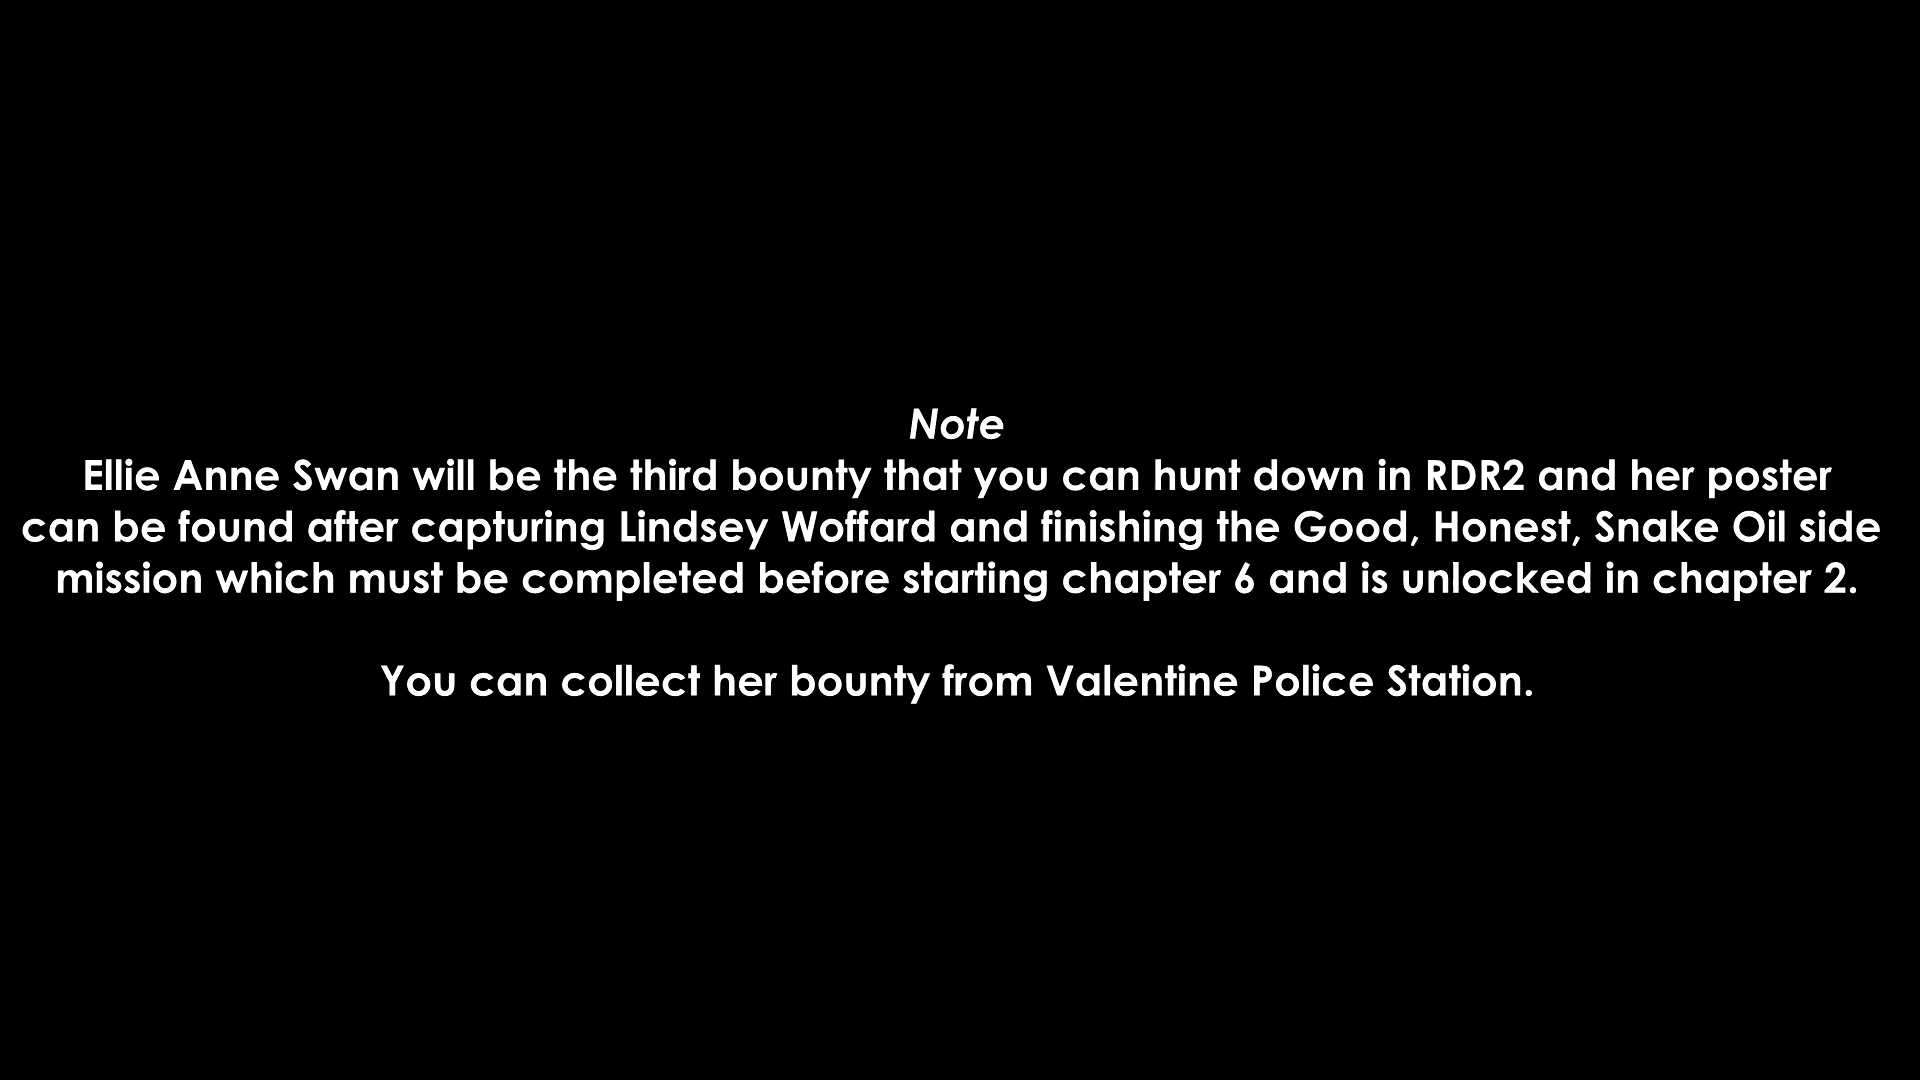 Note
Ellie Anne Swan will be the third bounty that you can hunt down in RDR2 and her poster
can be found after capturing Lindsey Woffard and finishing the Good, Honest, Snake Oil side
mission which must be completed before starting chapter 6 and is unlocked in chapter 2.
You can collect her bounty from Valentine Police Station.